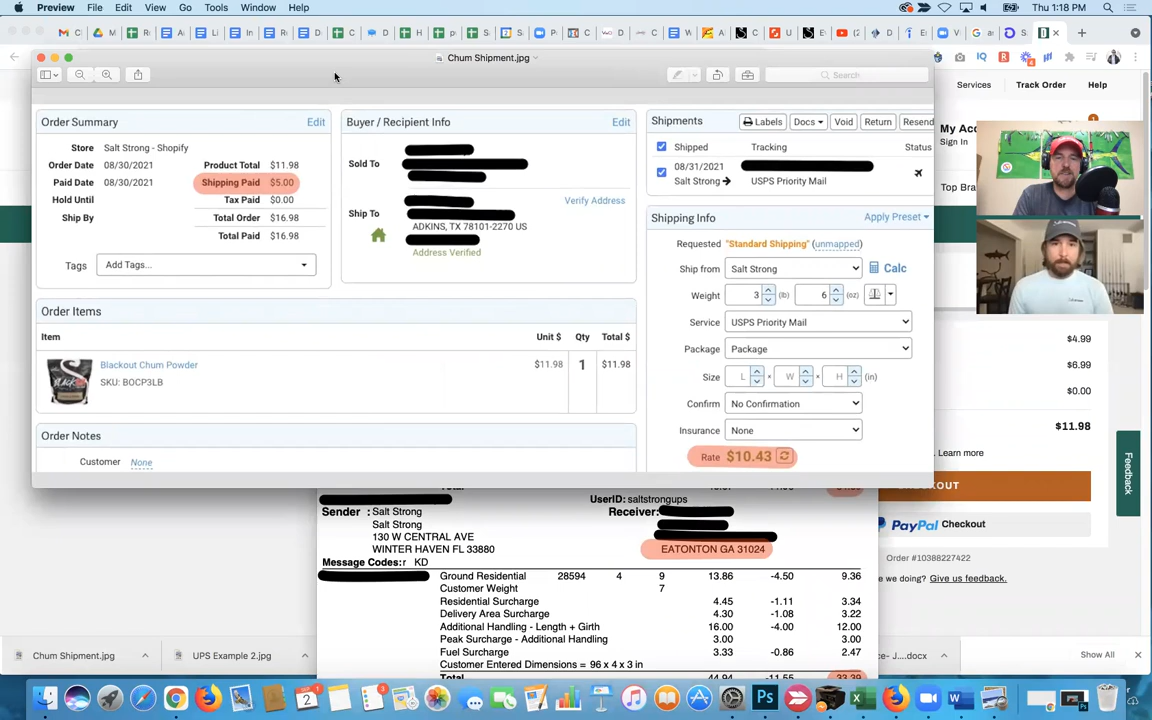 Preview File Edit View Go Tools Window Help
Thu 1:18 PM
Chum Shipment.jpg
Search
Services Track Order Help
My Acc
Sign In
Top Bra
Order Summary Edit
Store Salt Strong - Shopify
Order Date 08/30/2021 Product Total $11.98
Paid Date 08/30/2021 Shipping Paid $5.00
Hold Until Tax Paid $0.00
Ship By Total Order $16.98
Total Paid $16.98
Tags Add Tags...
Buyer / Recipient Info Edit
Sold To
Ship To
ADKINS, TX 78101-2270 US
Address Verified
Verify Address
Shipments Labels Docs Void Return Resend
Shipped Tracking Status
08/31/2021
Salt Strong USPS Priority Mail
Shipping Info Apply Preset
Requested "Standard Shipping" (unmapped)
Ship from Salt Strong Calc
Weight 3 (lb) 6 (oz)
Service USPS Priority Mail
Package Package
Size L x W x H (in)
Confirm No Confirmation
Insurance None
Rate $10.43
Order Items
Item Unit $ Qty Total $
Blackout Chum Powder $11.98 1 $11.98
SKU: BOCP3LB
Order Notes
Customer None
$4.99
$6.99
$0.00
$11.98
Learn more
CHECKOUT
PayPal Checkout
Order #10388227422
e we doing? Give us feedback.
Feedback
UserID: saltstrongups
Sender : Salt Strong Receiver:
Salt Strong
130 W CENTRAL AVE
WINTER HAVEN FL 33880 EATONTON GA 31024
Message Codes: r KD
Ground Residential 28594 4 9 13.86 -4.50 9.36
Customer Weight 7
Residential Surcharge 4.45 -1.11 3.34
Delivery Area Surcharge 4.30 -1.08 3.22
Additional Handling - Length + Girth 16.00 -4.00 12.00
Peak Surcharge - Additional Handling 3.00 3.00
Fuel Surcharge 3.33 -0.86 2.47
Customer Entered Dimensions = 96 x 4 x 3 in
Total 44.94 -11.55 33.39
Chum Shipment.jpg UPS Example 2.jpg ce- J....docx Show All